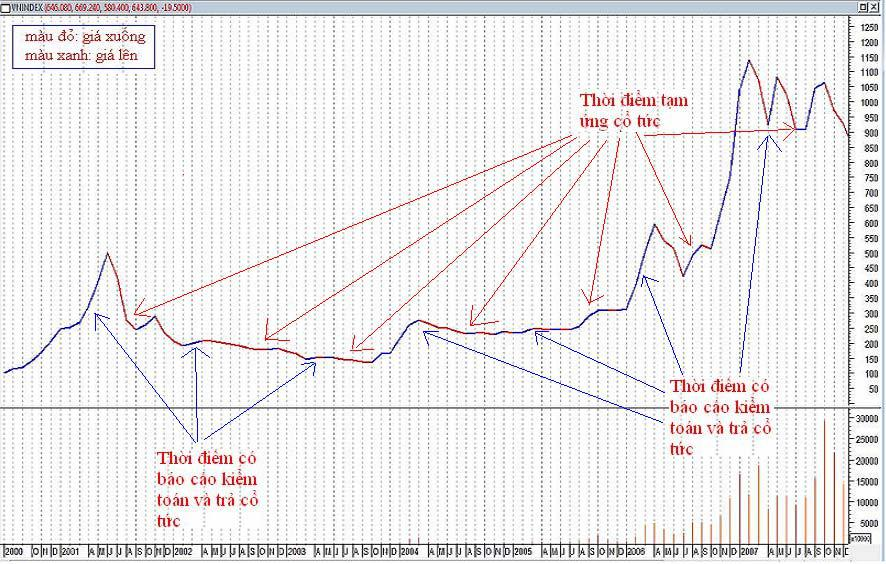 VNINDEX (646.080, 669.240, 580.400, 643.800, -19.5000)
màu đỏ: giá xuống
màu xanh: giá lên
Thời điểm tạm
ứng cổ tức
1250
1200
1150
1100
1050
1000
950
900
850
800
750
700
650
600
550
500
450
400
350
300
250
200
150
100
50
Thời điểm có
báo cáo kiểm
toán và trả cổ
tức
Thời điểm có
báo cáo kiểm
toán và trả cổ
tức
30000
25000
20000
15000
10000
5000
x10000
2000 O N D 2001 A M J J A S O N D 2002 A M J J A S O N D 2003 A M J J A S O N D 2004 A M J J A S O N D 2005 A M J J A S O N D 2006 A M J J A S O N D 2007 A M J J A S O N D